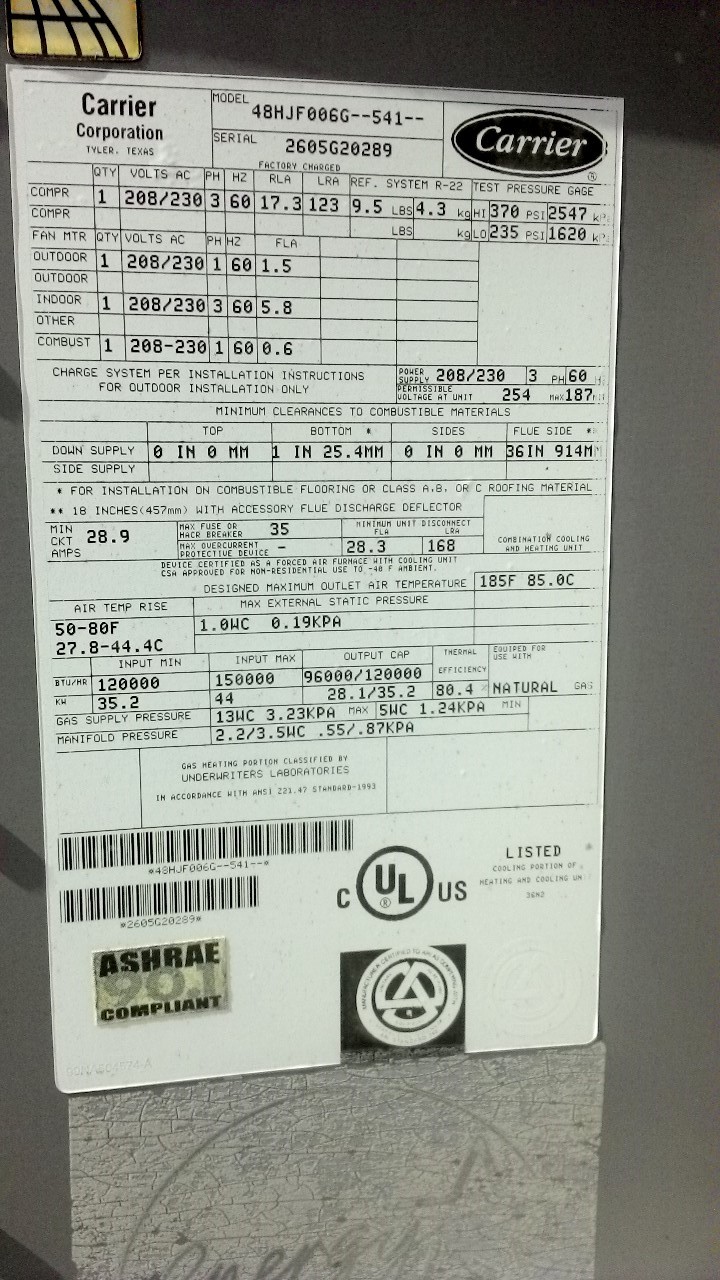 Carrier
Corporation
TYLER, TEXAS
MODEL 48HJF006G--541--
SERIAL 2605G20289
Carrier ®
FACTORY CHARGED
QTY VOLTS AC PH HZ RLA LRA REF. SYSTEM R-22 TEST PRESSURE GAGE
COMPR 1 208/230 3 60 17.3 123 9.5 LBS 4.3 kg HI 370 PSI 2547
COMPR LBS kg LO 235 PSI 1620
FAN MTR QTY VOLTS AC PH HZ FLA
OUTDOOR 1 208/230 1 60 1.5
OUTDOOR
INDOOR 1 208/230 3 60 5.8
OTHER
COMBUST 1 208-230 1 60 0.6
CHARGE SYSTEM PER INSTALLATION INSTRUCTIONS
FOR OUTDOOR INSTALLATION ONLY
POWER SUPPLY 208/230 3 PH 60
PERMISSIBLE VOLTAGE AT UNIT 254 MAX 187
MINIMUM CLEARANCES TO COMBUSTIBLE MATERIALS
TOP BOTTOM * SIDES FLUE SIDE *
DOWN SUPPLY 0 IN 0 MM 1 IN 25.4MM 0 IN 0 MM 36IN 914M
SIDE SUPPLY
* FOR INSTALLATION ON COMBUSTIBLE FLOORING OR CLASS A.B. OR C ROOFING MATERIAL
** 18 INCHES(457mm) WITH ACCESSORY FLUE DISCHARGE DEFLECTOR
MIN CKT AMPS 28.9
MAX FUSE OR HACR BREAKER 35
MAX OVERCURRENT PROTECTIVE DEVICE -
MINIMUM UNIT DISCONNECT
FLA LRA
28.3 168
COMBINATION COOLING
AND HEATING UNIT
DEVICE CERTIFIED AS A FORCED AIR FURNACE WITH COOLING UNIT
CSA APPROVED FOR NON-RESIDENTIAL USE TO -40 F AMBIENT.
DESIGNED MAXIMUM OUTLET AIR TEMPERATURE 185F 85.0C
AIR TEMP RISE MAX EXTERNAL STATIC PRESSURE
50-80F 1.0WC 0.19KPA
27.8-44.4C
INPUT MIN INPUT MAX OUTPUT CAP THERMAL EFFICIENCY EQUIPED FOR USE WITH
BTU/HR 120000 150000 96000/120000
KW 35.2 44 28.1/35.2 80.4 NATURAL GAS
GAS SUPPLY PRESSURE 13WC 3.23KPA MAX 5WC 1.24KPA MIN
MANIFOLD PRESSURE 2.2/3.5WC .55/.87KPA
GAS HEATING PORTION CLASSIFIED BY
UNDERWRITERS LABORATORIES
IN ACCORDANCE WITH ANSI Z21.47 STANDARD-1993
*48HJF006G--541--*
*2605G20289*
C UL ® US
LISTED
COOLING PORTION OF
HEATING AND COOLING UN
36N2
ASHRAE
90.1
COMPLIANT